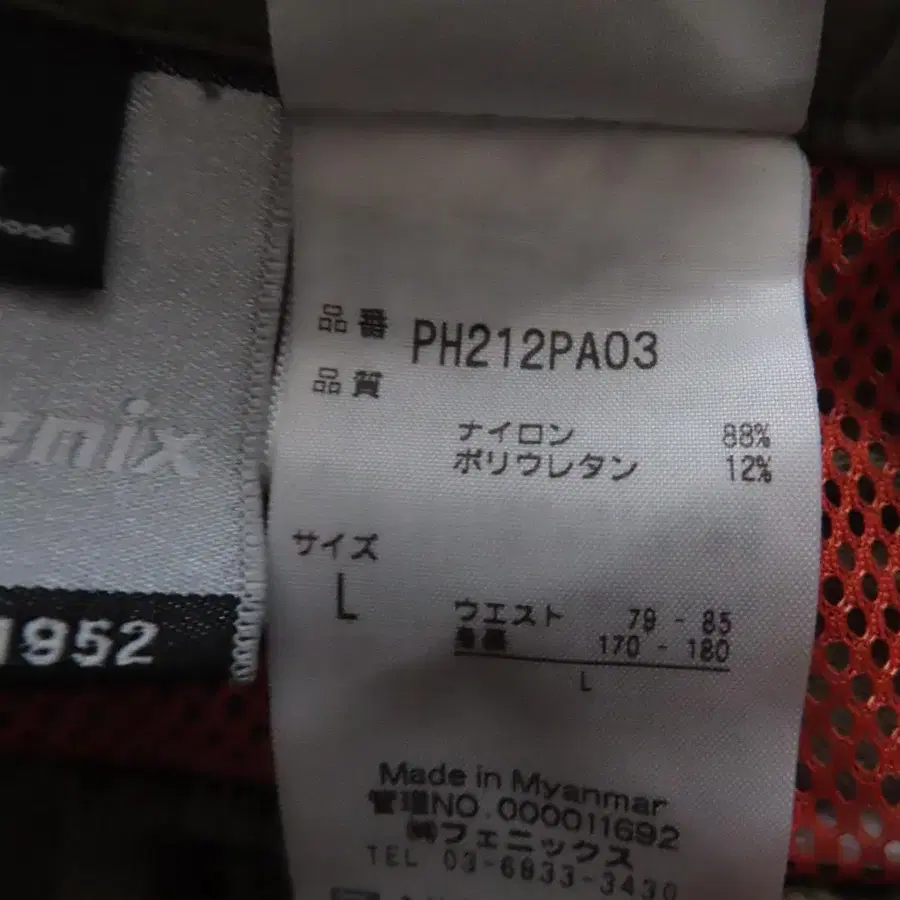 emix
1952
品番 PH212PA03
品質
ナイロン 88%
ポリウレタン 12%
サイズ
L
ウエスト 79 - 85
身長 170 - 180
L
Made in Myanmar
管理NO.000011692
㈱フェニックス
TEL 03-6833-3430